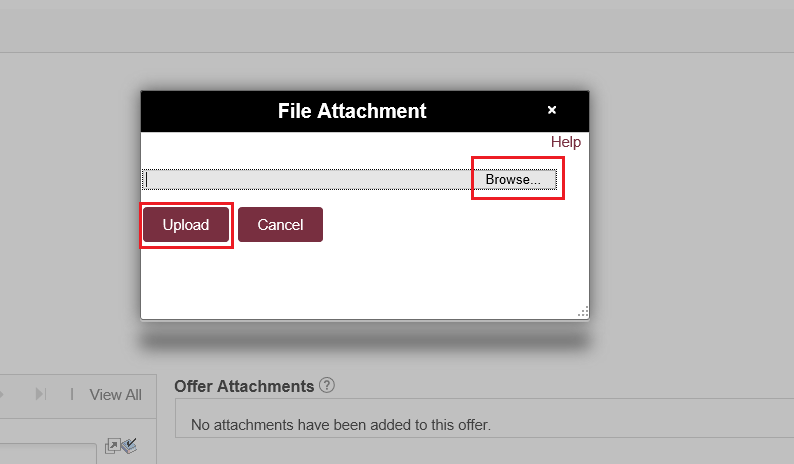 File Attachment ×
Help
Browse...
Upload Cancel
View All
Offer Attachments ?
No attachments have been added to this offer.